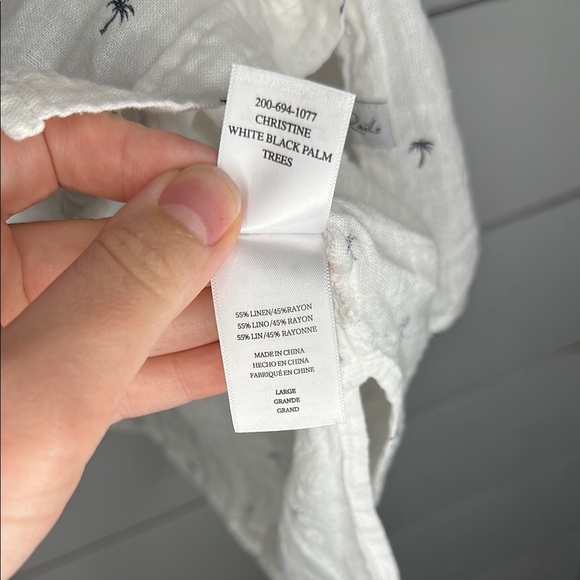 200-694-1077
CHRISTINE
WHITE BLACK PALM
TREES
Rails
55% LINEN/45%RAYON
55% LINO/45% RAYON
55% LIN/45% RAYONNE
MADE IN CHINA
HECHO EN CHINA
FABRIQUÉ EN CHINE
LARGE
GRANDE
GRAND